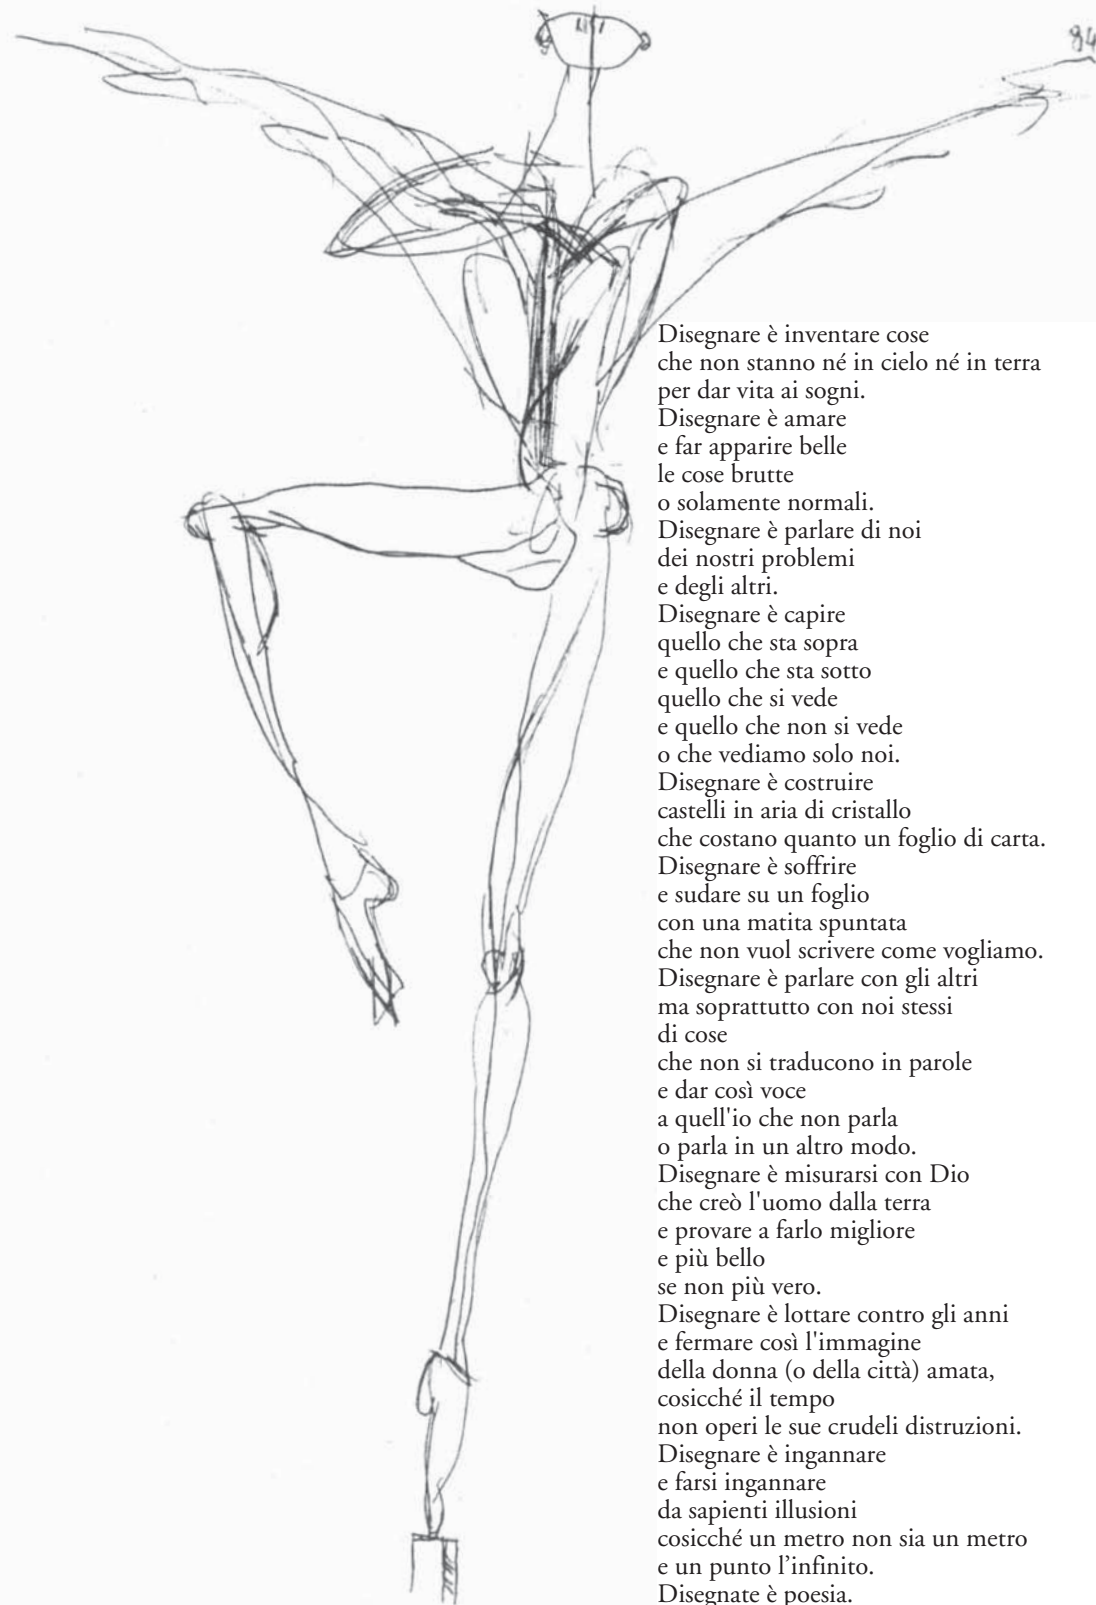 84
Disegnare è inventare cose
che non stanno né in cielo né in terra
per dar vita ai sogni.
Disegnare è amare
e far apparire belle
le cose brutte
o solamente normali.
Disegnare è parlare di noi
dei nostri problemi
e degli altri.
Disegnare è capire
quello che sta sopra
e quello che sta sotto
quello che si vede
e quello che non si vede
o che vediamo solo noi.
Disegnare è costruire
castelli in aria di cristallo
che costano quanto un foglio di carta.
Disegnare è soffrire
e sudare su un foglio
con una matita spuntata
che non vuol scrivere come vogliamo.
Disegnare è parlare con gli altri
ma soprattutto con noi stessi
di cose
che non si traducono in parole
e dar così voce
a quell'io che non parla
o parla in un altro modo.
Disegnare è misurarsi con Dio
che creò l'uomo dalla terra
e provare a farlo migliore
e più bello
se non più vero.
Disegnare è lottare contro gli anni
e fermare così l'immagine
della donna (o della città) amata,
cosicché il tempo
non operi le sue crudeli distruzioni.
Disegnare è ingannare
e farsi ingannare
da sapienti illusioni
cosicché un metro non sia un metro
e un punto l’infinito.
Disegnate è poesia.